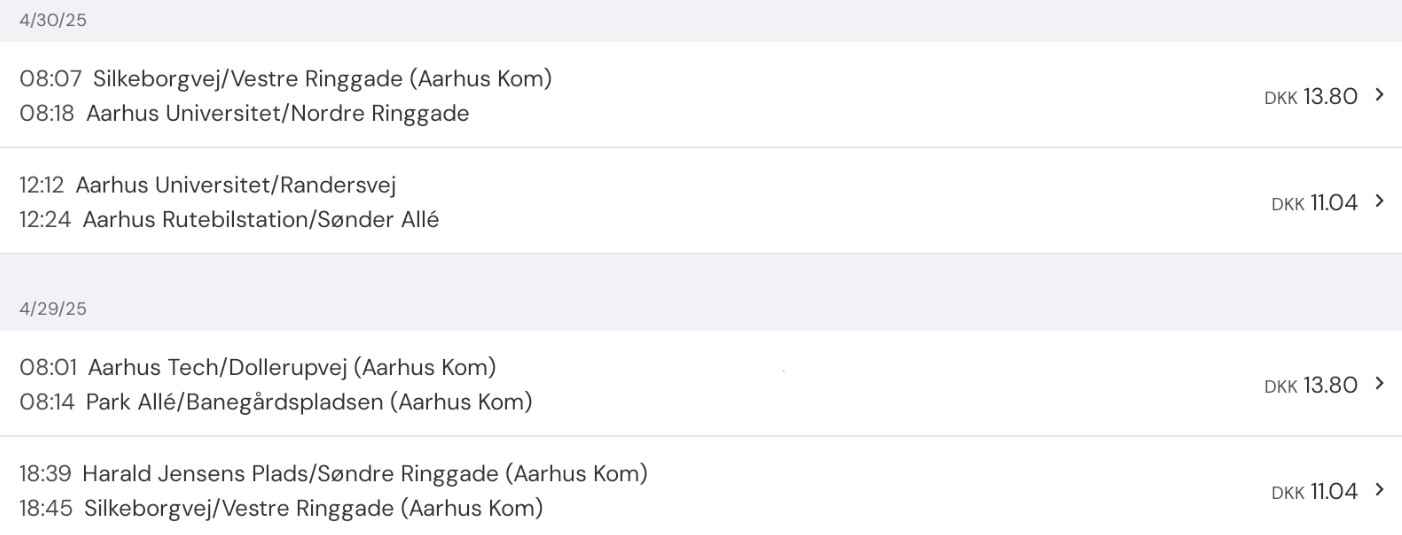 4/30/25
08:07 Silkeborgvej/Vestre Ringgade (Aarhus Kom)
08:18 Aarhus Universitet/Nordre Ringgade
DKK 13.80
12:12 Aarhus Universitet/Randersvej
12:24 Aarhus Rutebilstation/Sønder Allé
DKK 11.04
4/29/25
08:01 Aarhus Tech/Dollerupvej (Aarhus Kom)
08:14 Park Allé/Banegårdspladsen (Aarhus Kom)
DKK 13.80
18:39 Harald Jensens Plads/Søndre Ringgade (Aarhus Kom)
18:45 Silkeborgvej/Vestre Ringgade (Aarhus Kom)
DKK 11.04